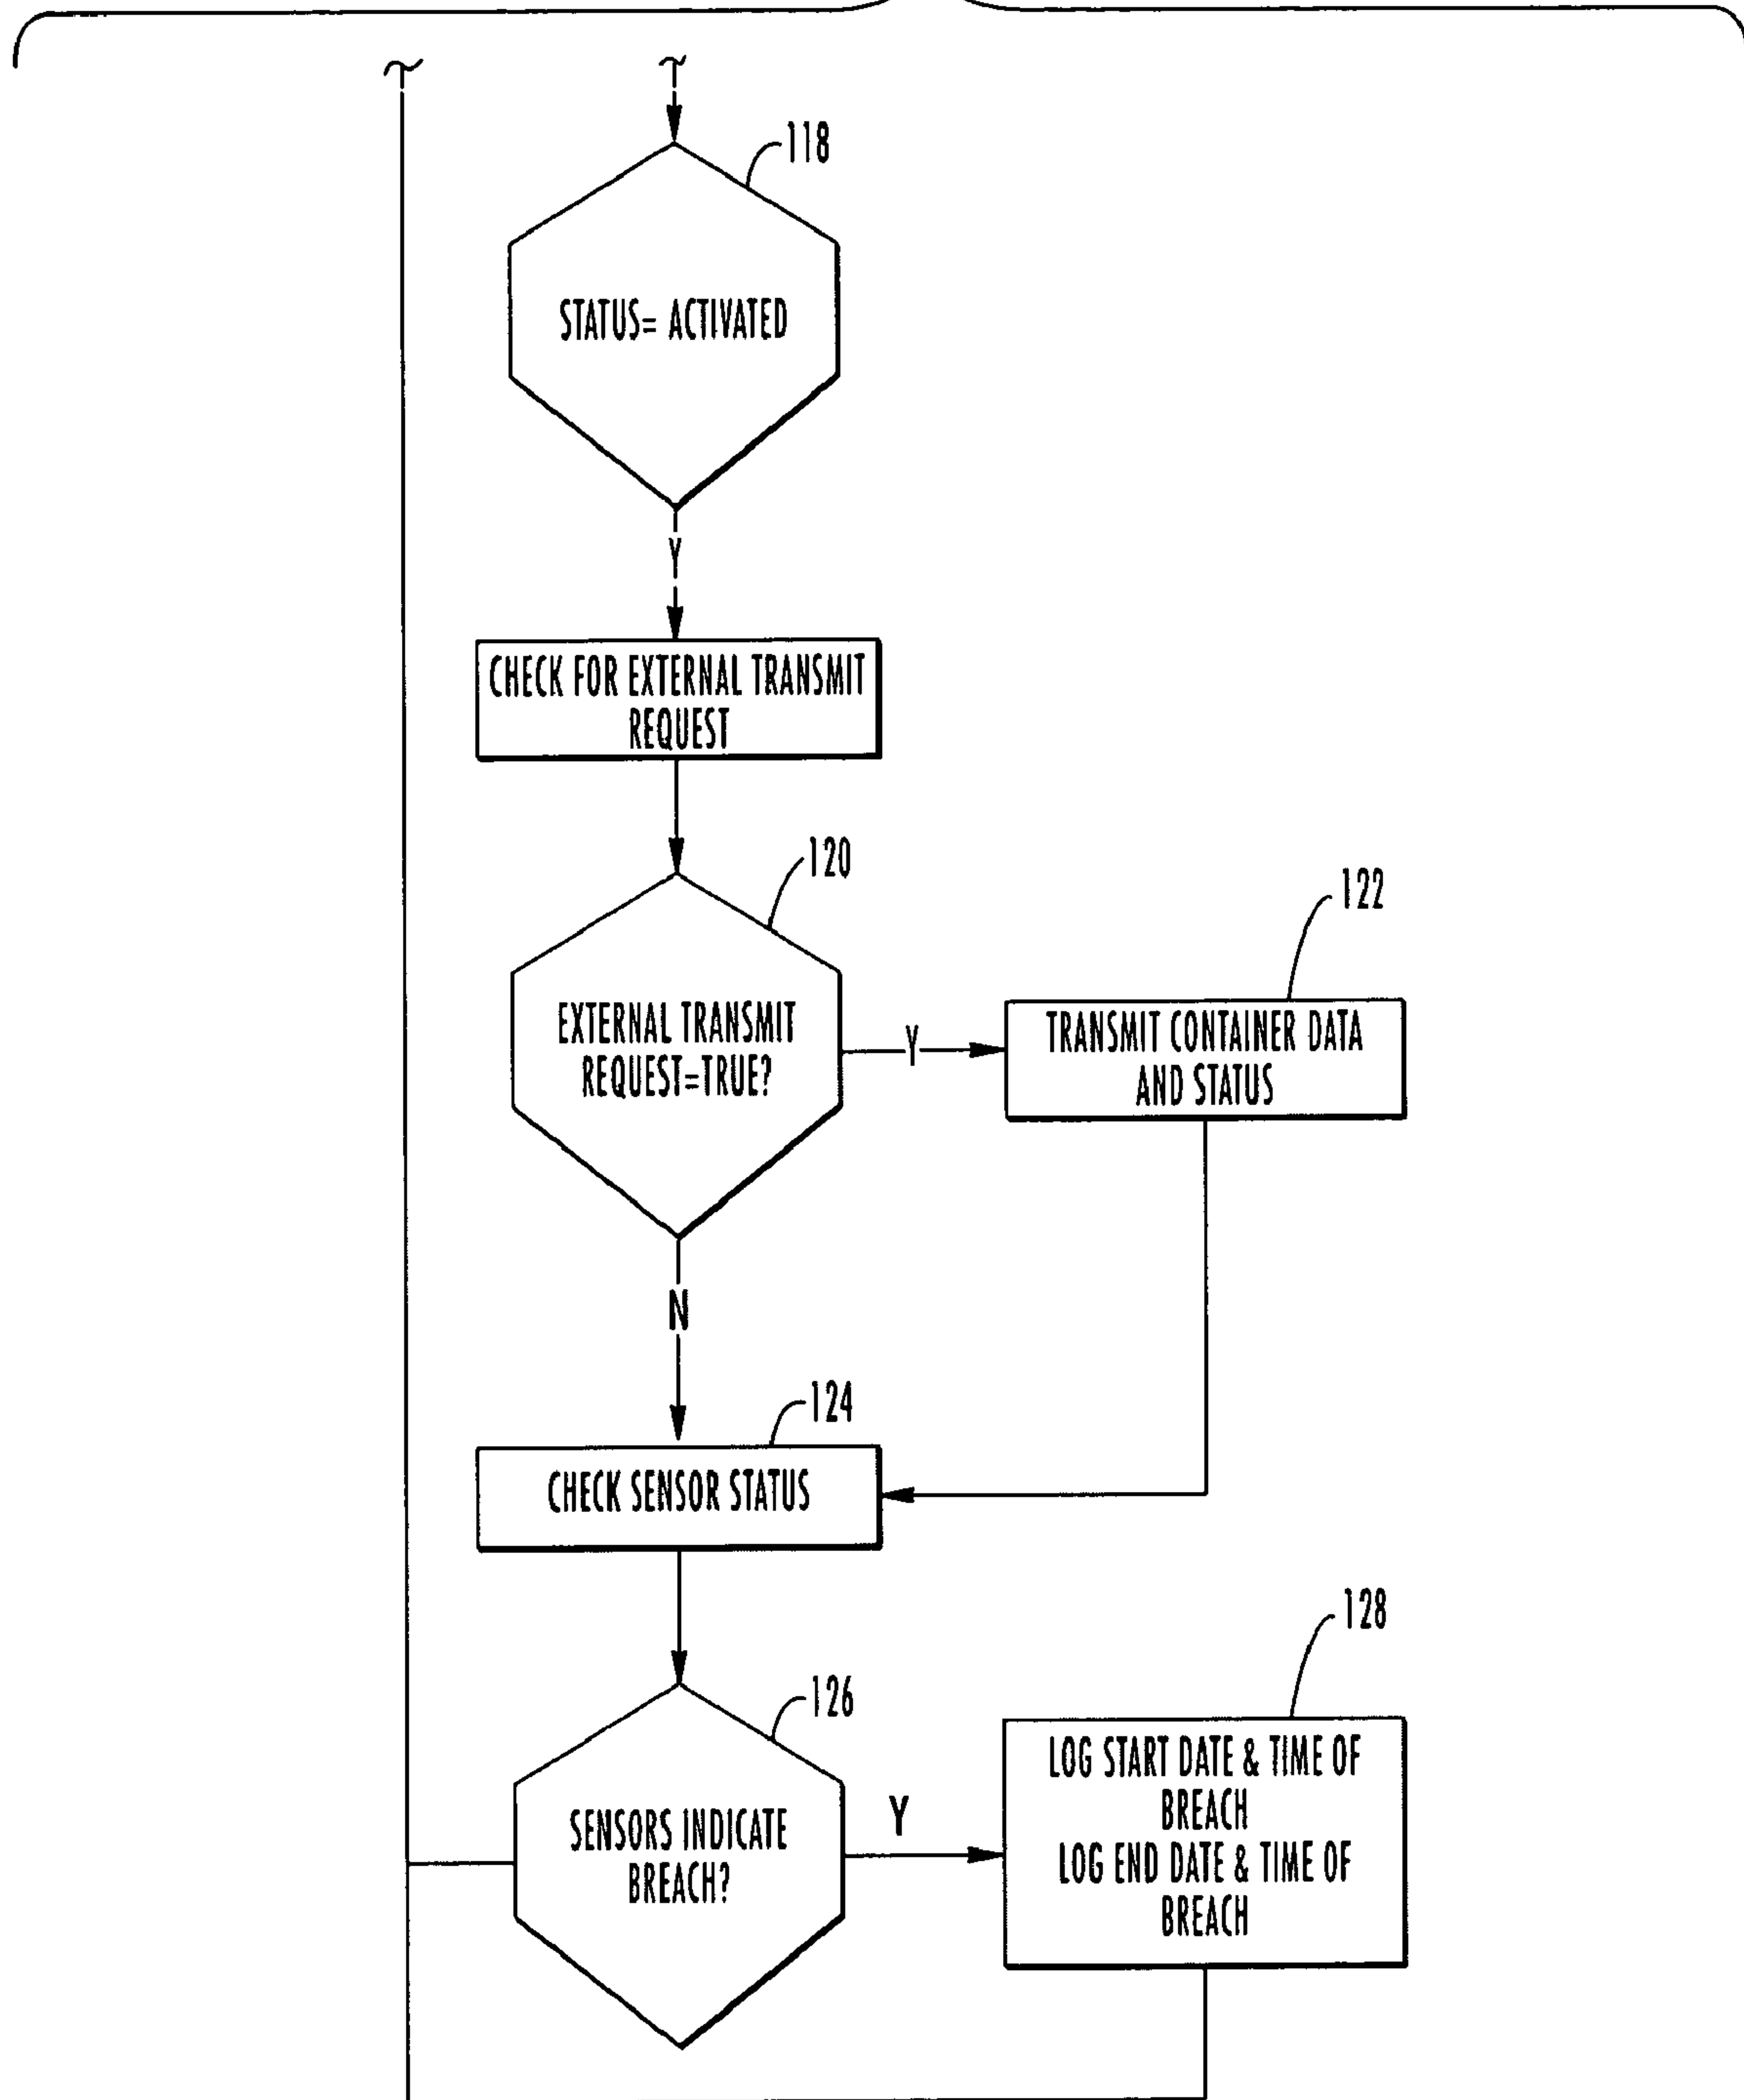 118
STATUS= ACTIVATED
Y
CHECK FOR EXTERNAL TRANSMIT
REQUEST
120
EXTERNAL TRANSMIT
REQUEST=TRUE?
Y
122
TRANSMIT CONTAINER DATA
AND STATUS
N
124
CHECK SENSOR STATUS
126
SENSORS INDICATE
BREACH?
Y
128
LOG START DATE & TIME OF
BREACH
LOG END DATE & TIME OF
BREACH